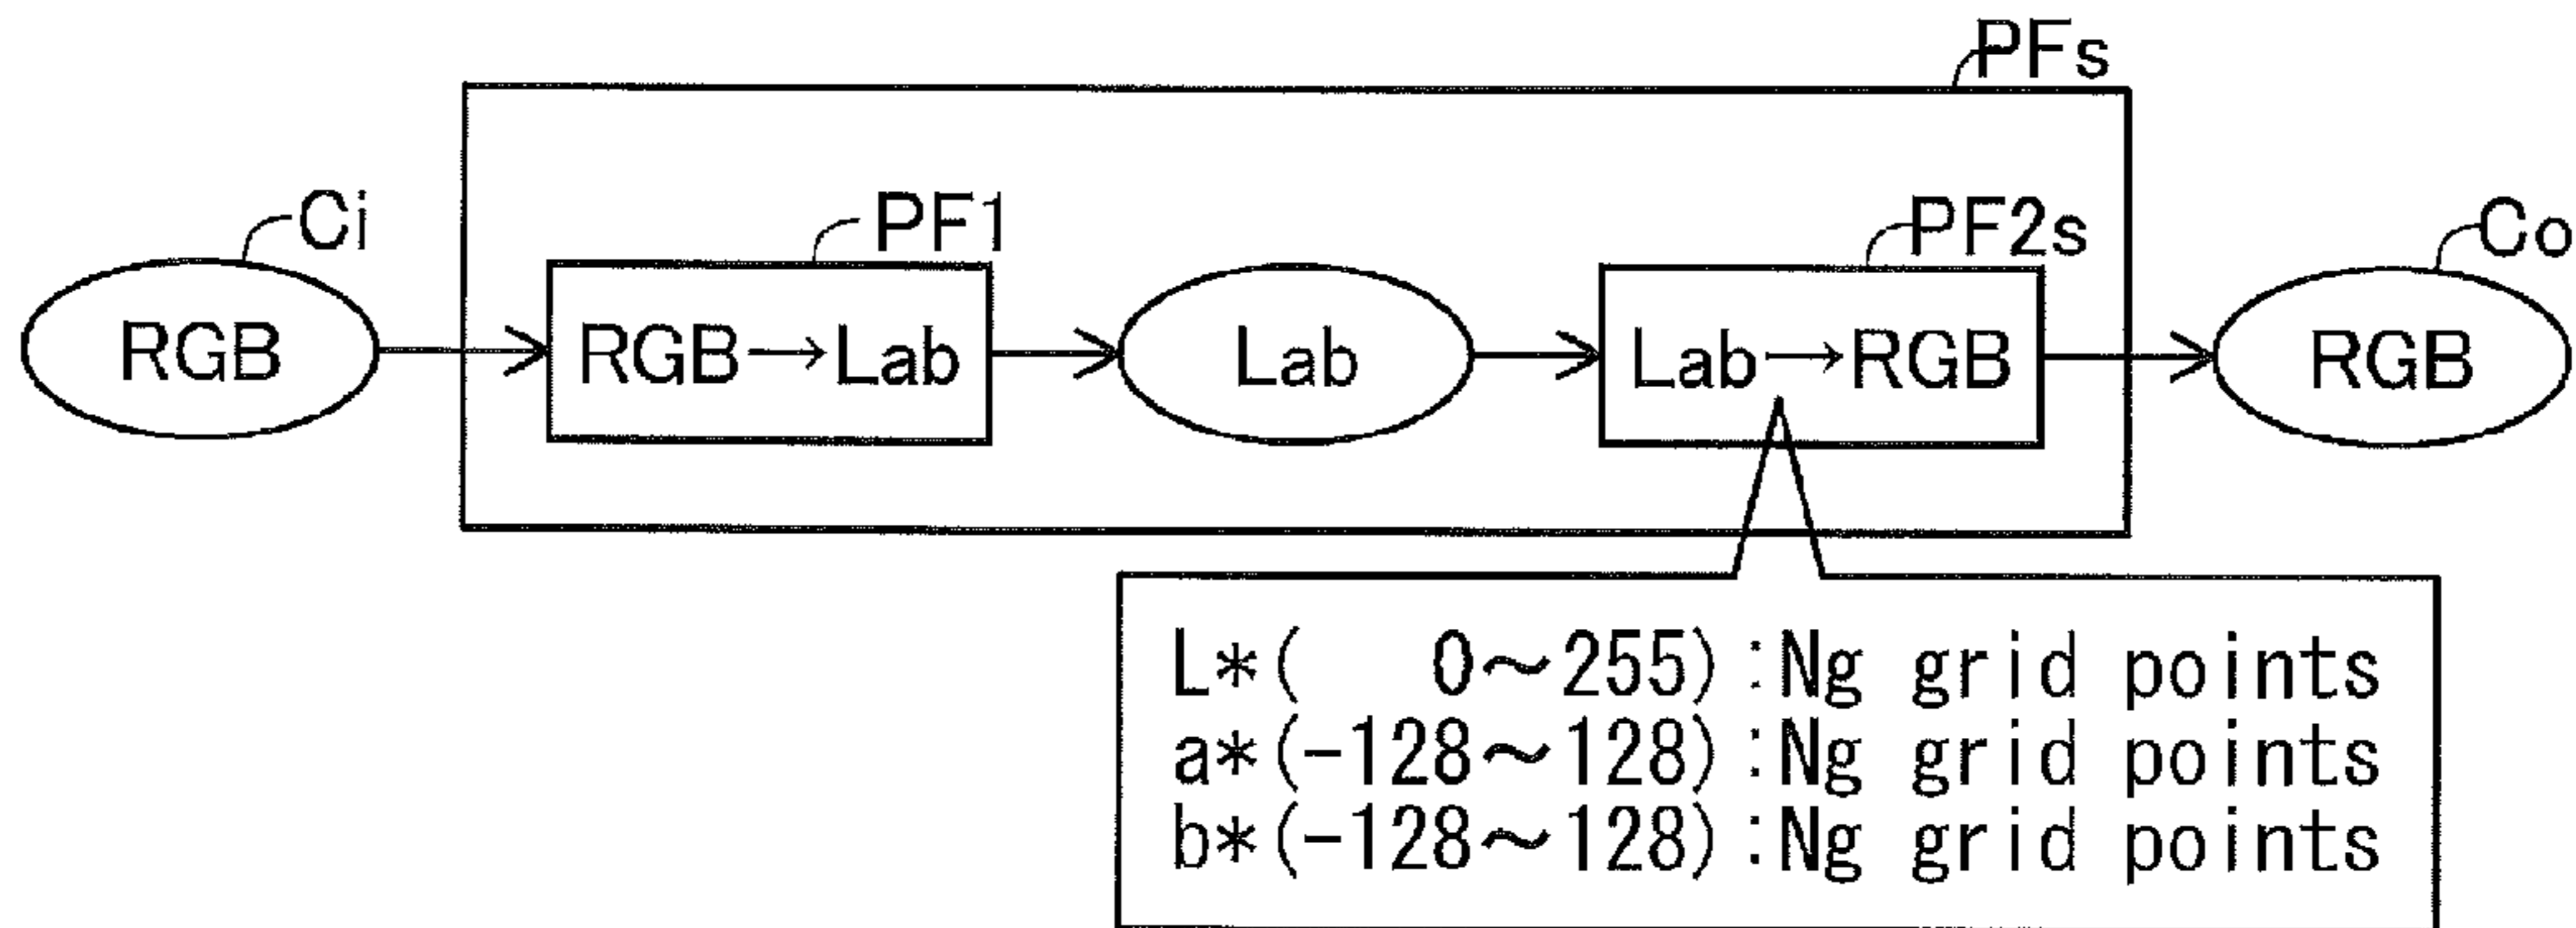 PFs
Ci
PF1
PF2s
Co
RGB
RGB→Lab
Lab
Lab→RGB
RGB
L*(   0～255):Ng grid points
a*(-128～128):Ng grid points
b*(-128～128):Ng grid points